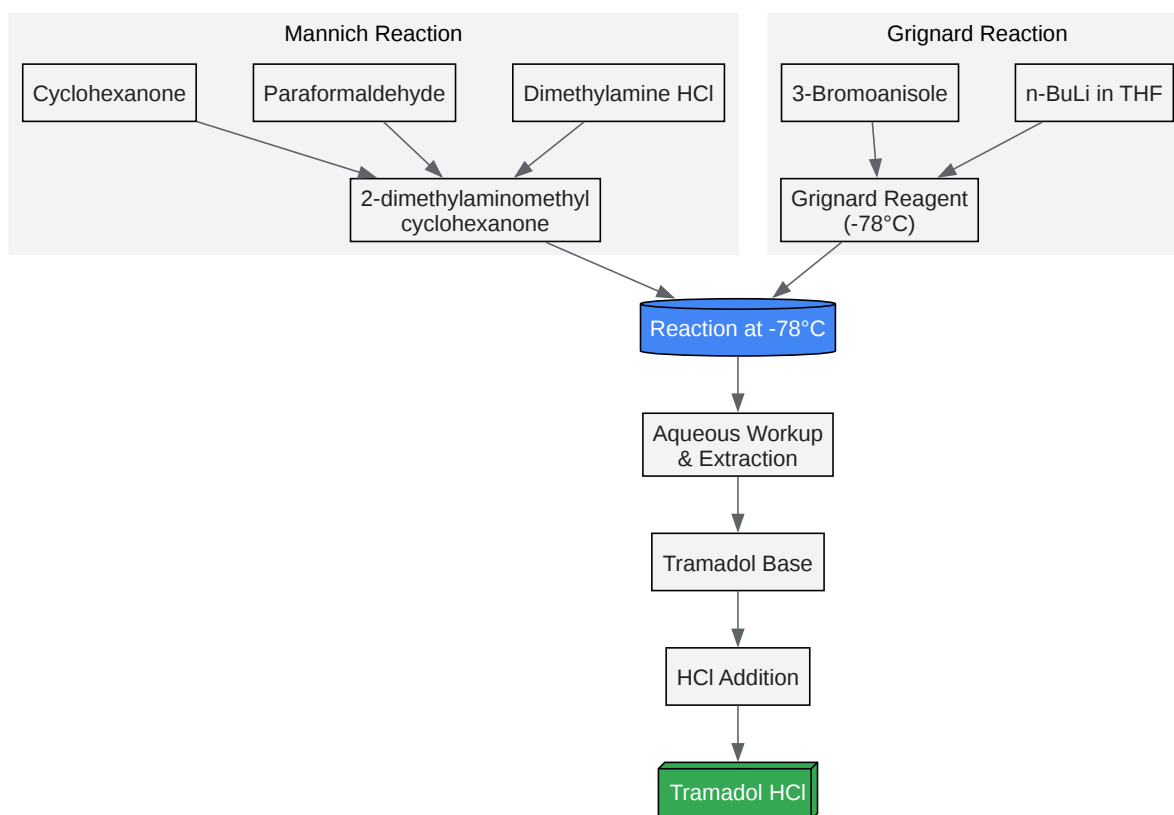 Mannich Reaction
Grignard Reaction
Cyclohexanone
Paraformaldehyde
Dimethylamine HCl
3-Bromoanisole
n-BuLi in THF
2-dimethylaminomethyl
cyclohexanone
Grignard Reagent
(-78°C)
Reaction at -78°C
Aqueous Workup
& Extraction
Tramadol Base
HCl Addition
Tramadol HCl